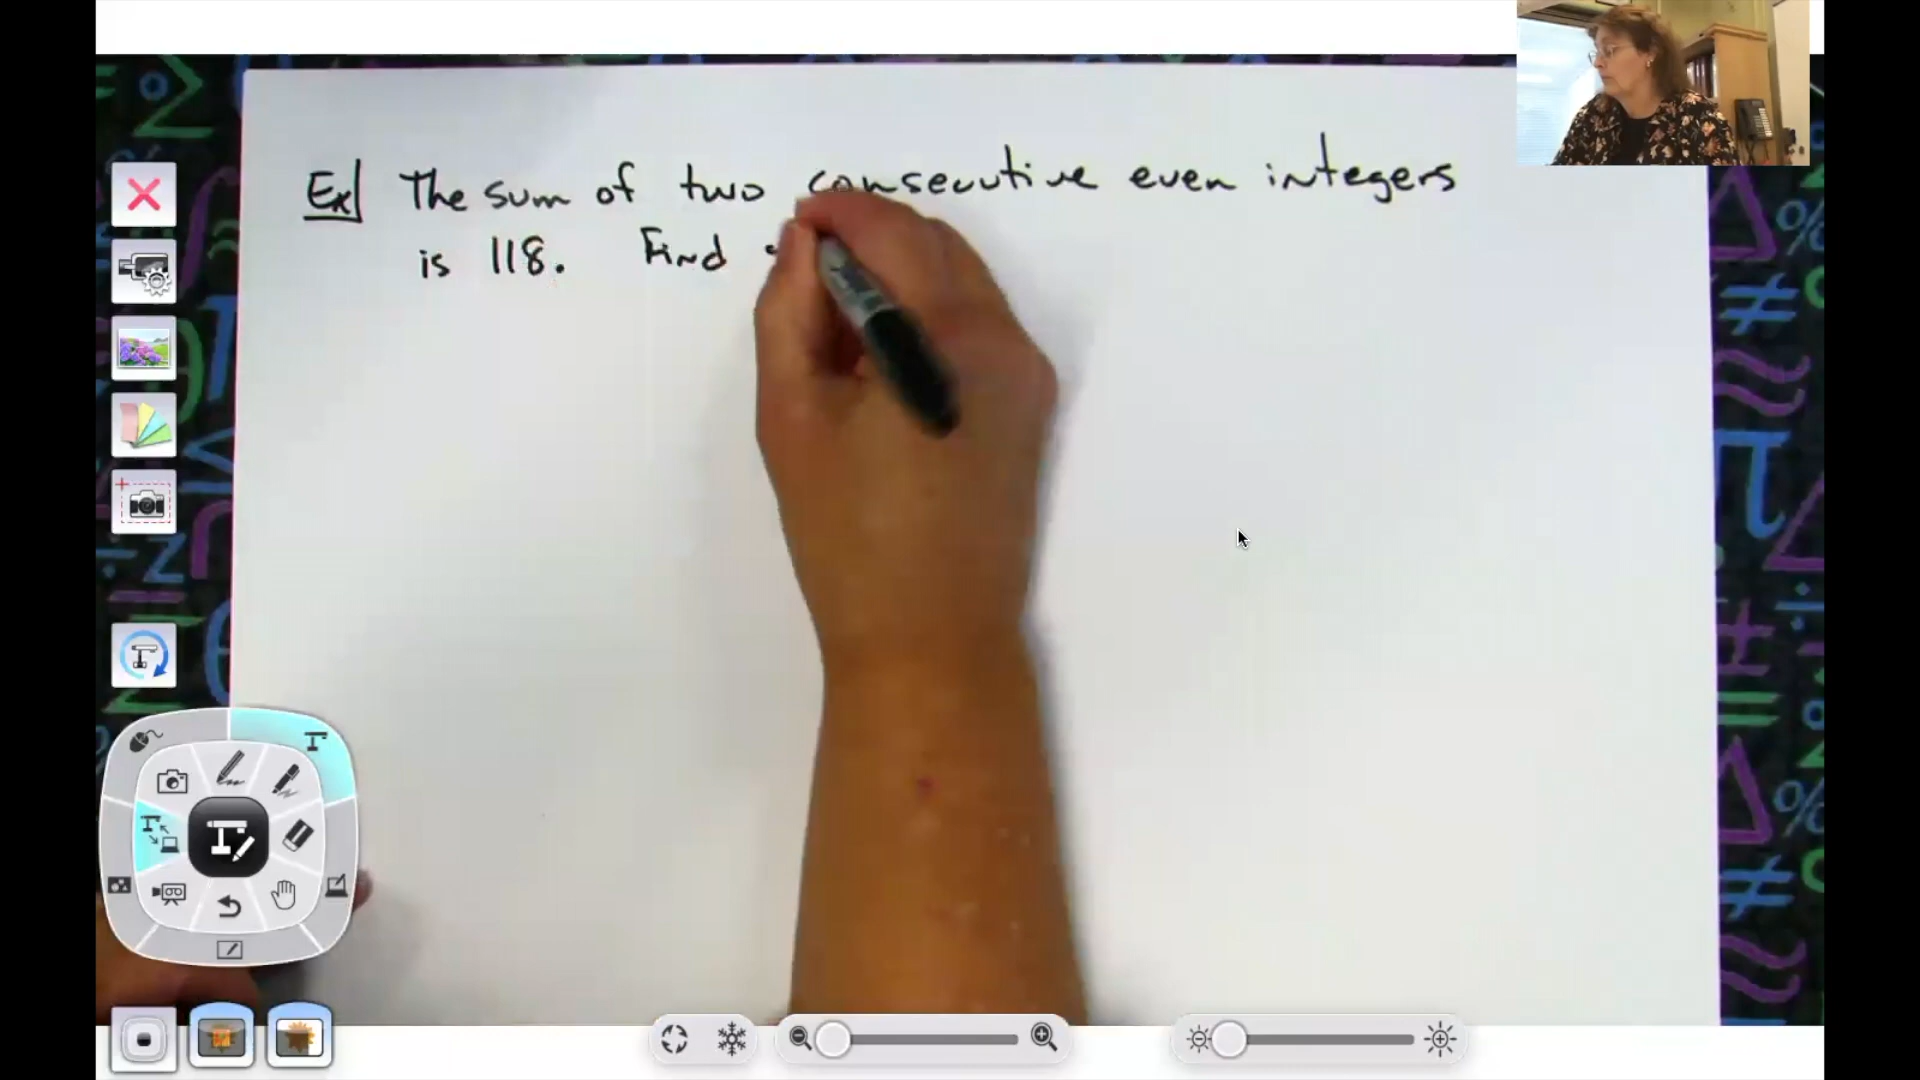 Ex The sum of two consecutive even integers
is 118. Find